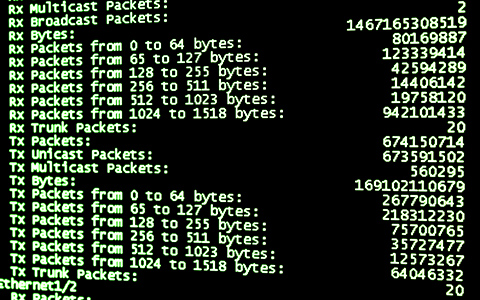 Rx Multicast Packets:
Rx Broadcast Packets: 2
Rx Bytes: 1467165308519
Rx Packets from 0 to 64 bytes: 80169887
Rx Packets from 65 to 127 bytes: 123339414
Rx Packets from 128 to 255 bytes: 42594289
Rx Packets from 256 to 511 bytes: 14406142
Rx Packets from 512 to 1023 bytes: 19758120
Rx Packets from 1024 to 1518 bytes: 942101433
Rx Trunk Packets: 20
Tx Packets: 674150714
Tx Unicast Packets: 673591502
Tx Multicast Packets: 560295
Tx Bytes: 169102110679
Tx Packets from 0 to 64 bytes: 267790643
Tx Packets from 65 to 127 bytes: 218312230
Tx Packets from 128 to 255 bytes: 75700765
Tx Packets from 256 to 511 bytes: 35727477
Tx Packets from 512 to 1023 bytes: 12573267
Tx Packets from 1024 to 1518 bytes: 64046332
Tx Trunk Packets: 20
thernet1/2
Rx Packets: